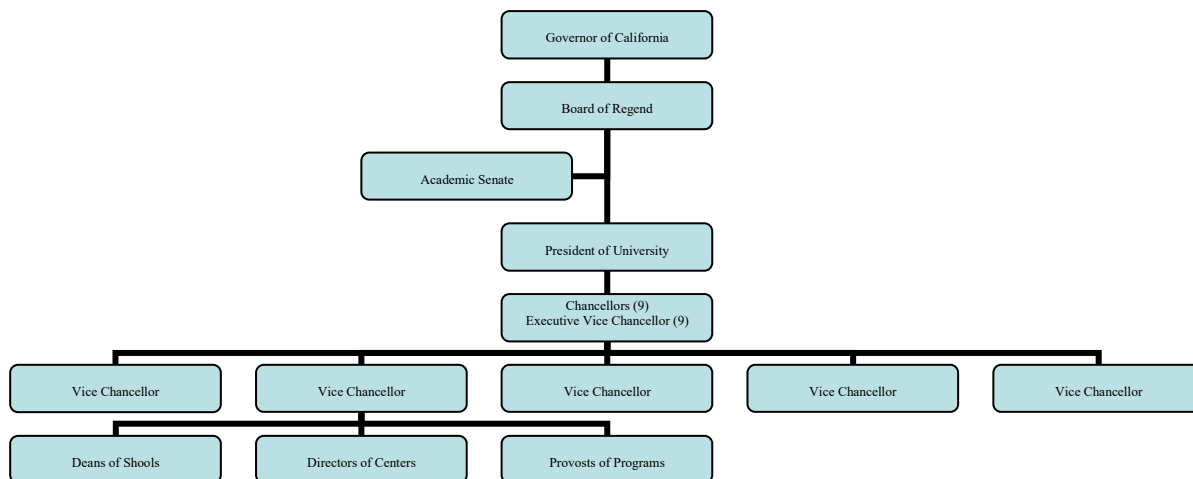 Governor of California
Board of Regend
Academic Senate
President of University
Chancellors (9)
Executive Vice Chancellor (9)
Vice Chancellor
Vice Chancellor
Vice Chancellor
Vice Chancellor
Vice Chancellor
Deans of Shools
Directors of Centers
Provosts of Programs